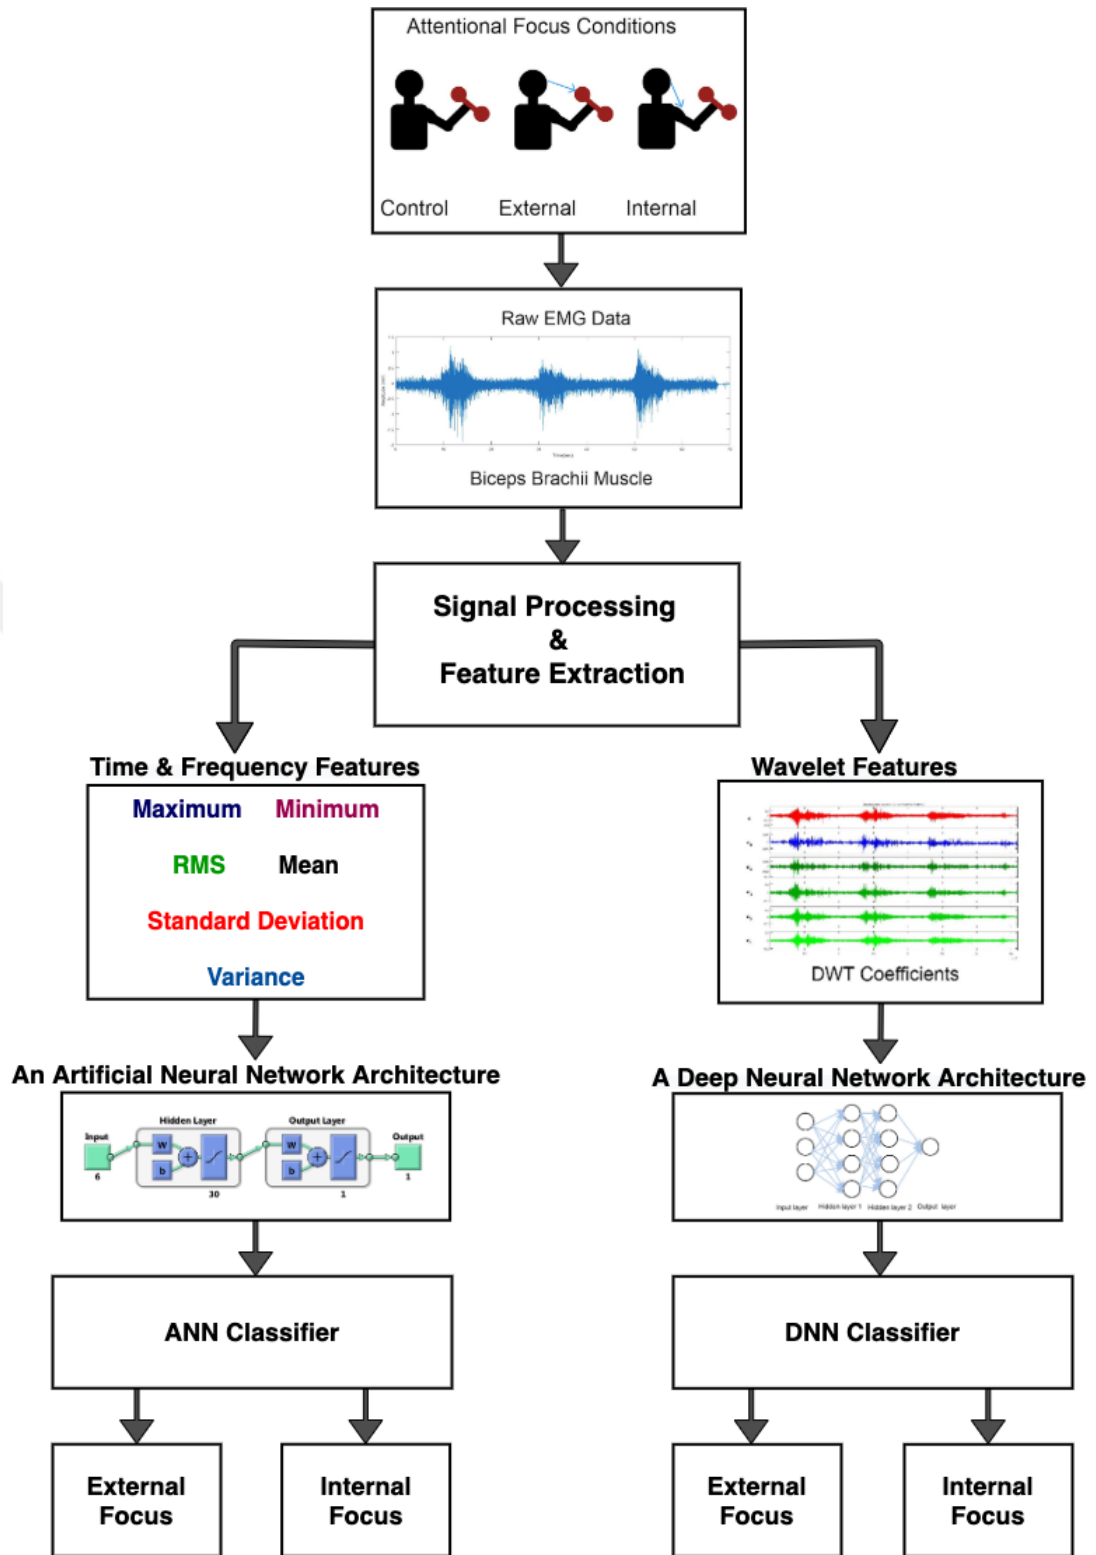 Attentional Focus Conditions
Control External Internal
Raw EMG Data
Biceps Brachii Muscle
Signal Processing
&
Feature Extraction
Time & Frequency Features
Maximum Minimum
RMS Mean
Standard Deviation
Variance
Wavelet Features
DWT Coefficients
An Artificial Neural Network Architecture
Hidden Layer Output Layer
Input Output
W W
b b
6 30 1 1
A Deep Neural Network Architecture
Input layer Hidden layer 1 Hidden layer 2 Output layer
ANN Classifier
DNN Classifier
External
Focus
Internal
Focus
External
Focus
Internal
Focus